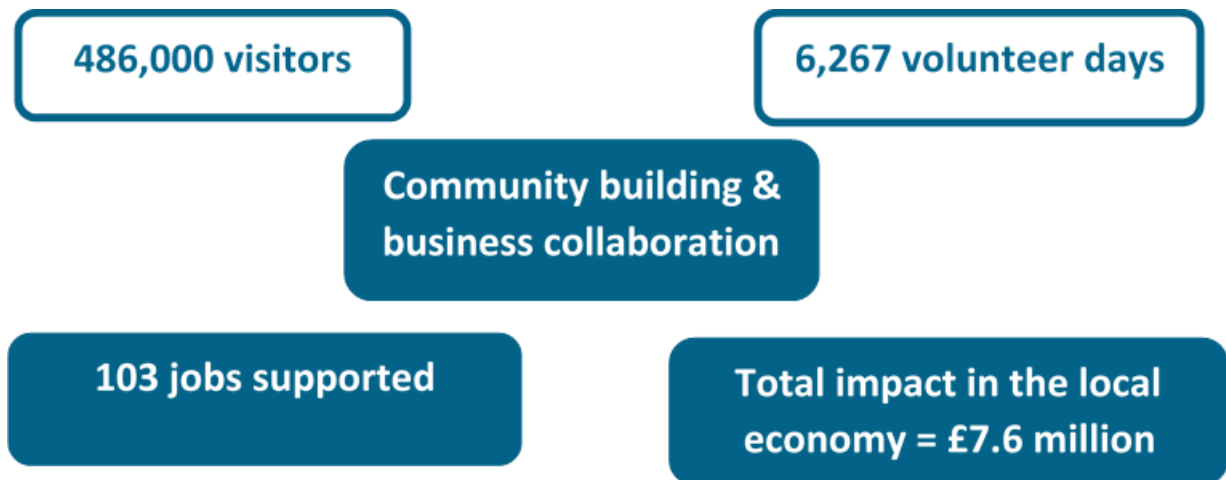 486,000 visitors
6,267 volunteer days
Community building &
business collaboration
103 jobs supported
Total impact in the local
economy = £7.6 million